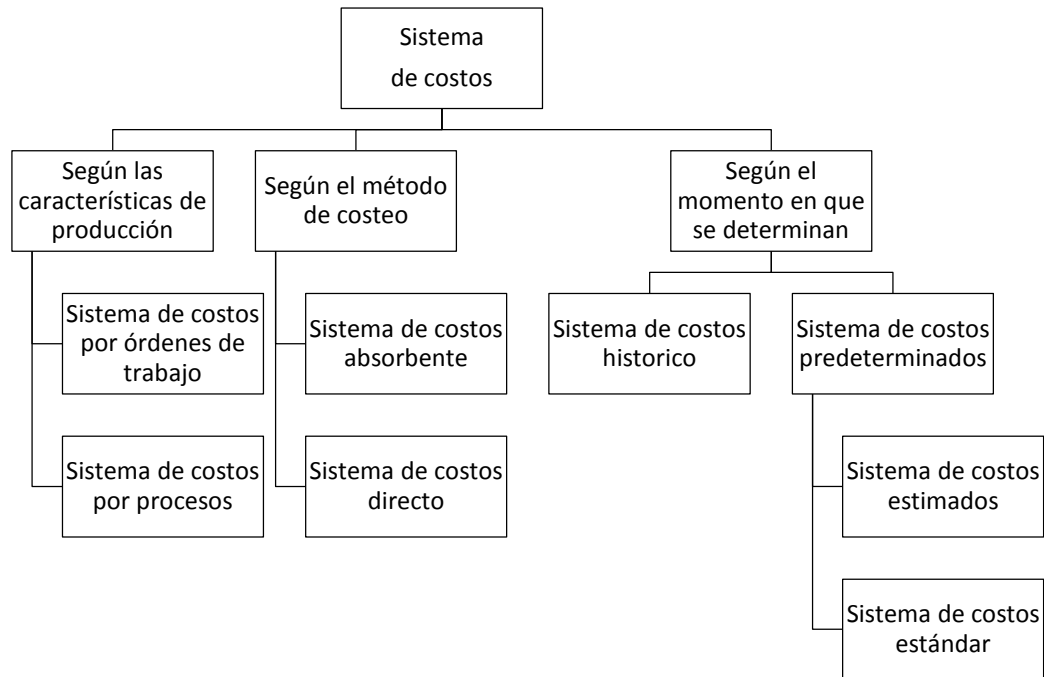 Sistema
de costos
Según las
características de
producción
Según el método
de costeo
Según el
momento en que
se determinan
Sistema de costos
por órdenes de
trabajo
Sistema de costos
absorbente
Sistema de costos
historico
Sistema de costos
predeterminados
Sistema de costos
por procesos
Sistema de costos
directo
Sistema de costos
estimados
Sistema de costos
estándar